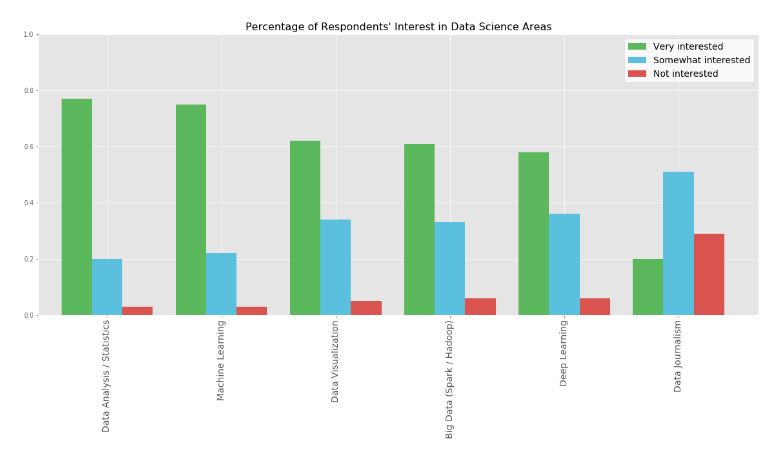 Percentage of Respondents' Interest in Data Science Areas
1.0
0.8
0.6
0.4
0.2
0.0
Very interested
Somewhat interested
Not interested
Data Analysis / Statistics
Machine Learning
Data Visualization
Big Data (Spark / Hadoop)
Deep Learning
Data Journalism